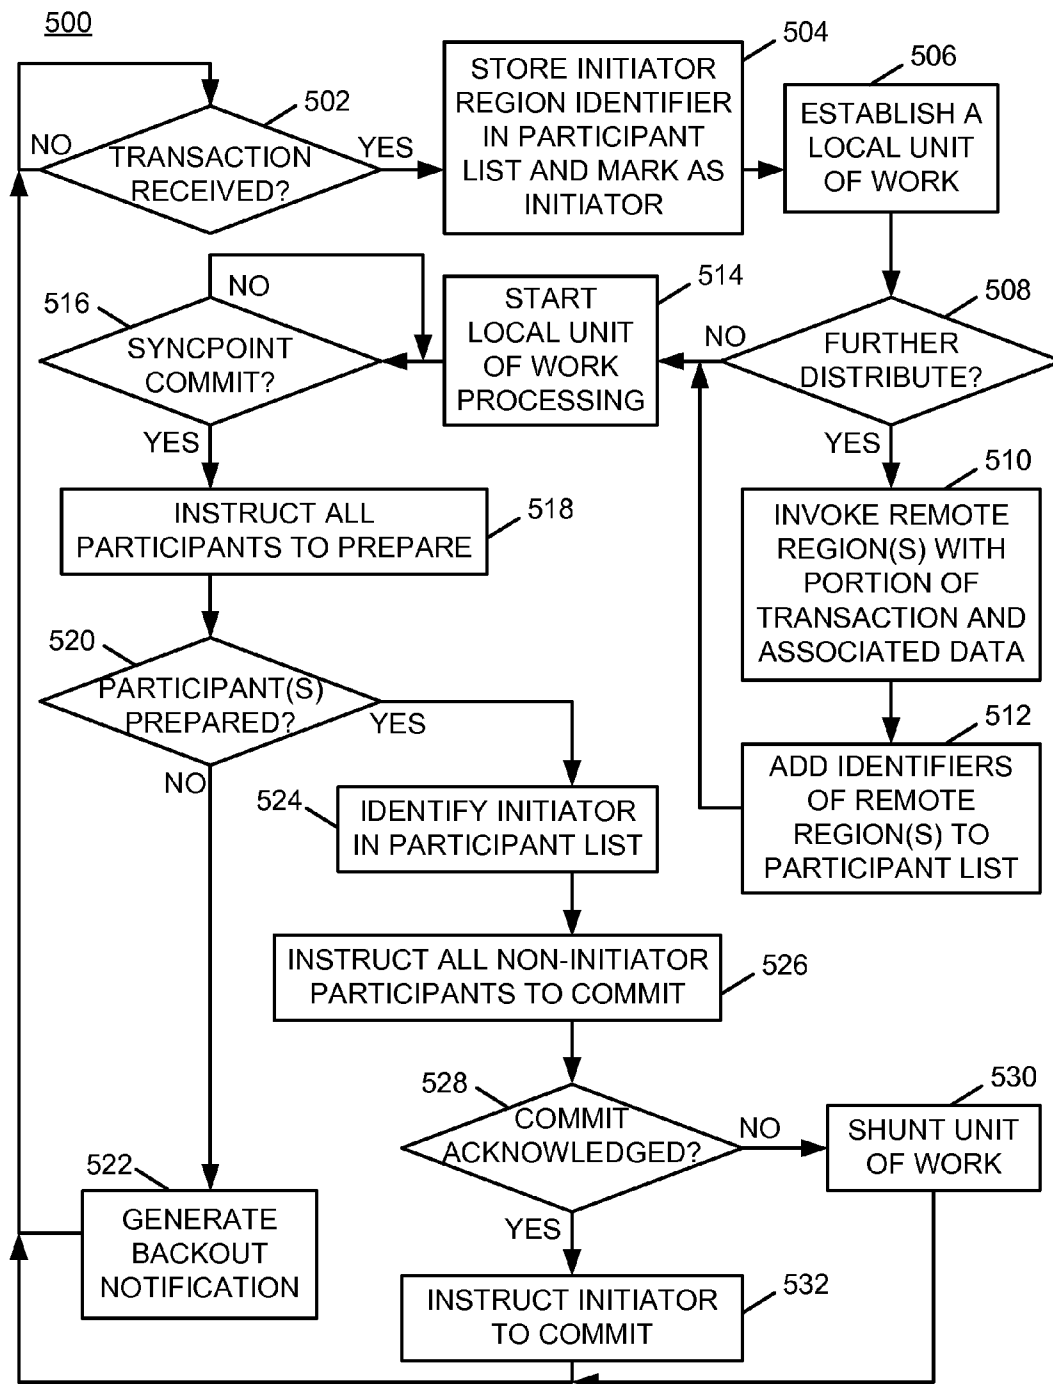 500
502
TRANSACTION
RECEIVED?
NO
YES
504
STORE INITIATOR
REGION IDENTIFIER
IN PARTICIPANT
LIST AND MARK AS
INITIATOR
506
ESTABLISH A
LOCAL UNIT
OF WORK
508
FURTHER
DISTRIBUTE?
NO
YES
510
INVOKE REMOTE
REGION(S) WITH
PORTION OF
TRANSACTION AND
ASSOCIATED DATA
512
ADD IDENTIFIERS
OF REMOTE
REGION(S) TO
PARTICIPANT LIST
514
START
LOCAL UNIT
OF WORK
PROCESSING
516
NO
SYNCPOINT
COMMIT?
YES
518
INSTRUCT ALL
PARTICIPANTS TO PREPARE
520
PARTICIPANT(S)
PREPARED?
YES
NO
522
GENERATE
BACKOUT
NOTIFICATION
524
IDENTIFY INITIATOR
IN PARTICIPANT LIST
526
INSTRUCT ALL NON-INITIATOR
PARTICIPANTS TO COMMIT
528
COMMIT
ACKNOWLEDGED?
NO
YES
530
SHUNT UNIT
OF WORK
532
INSTRUCT INITIATOR
TO COMMIT